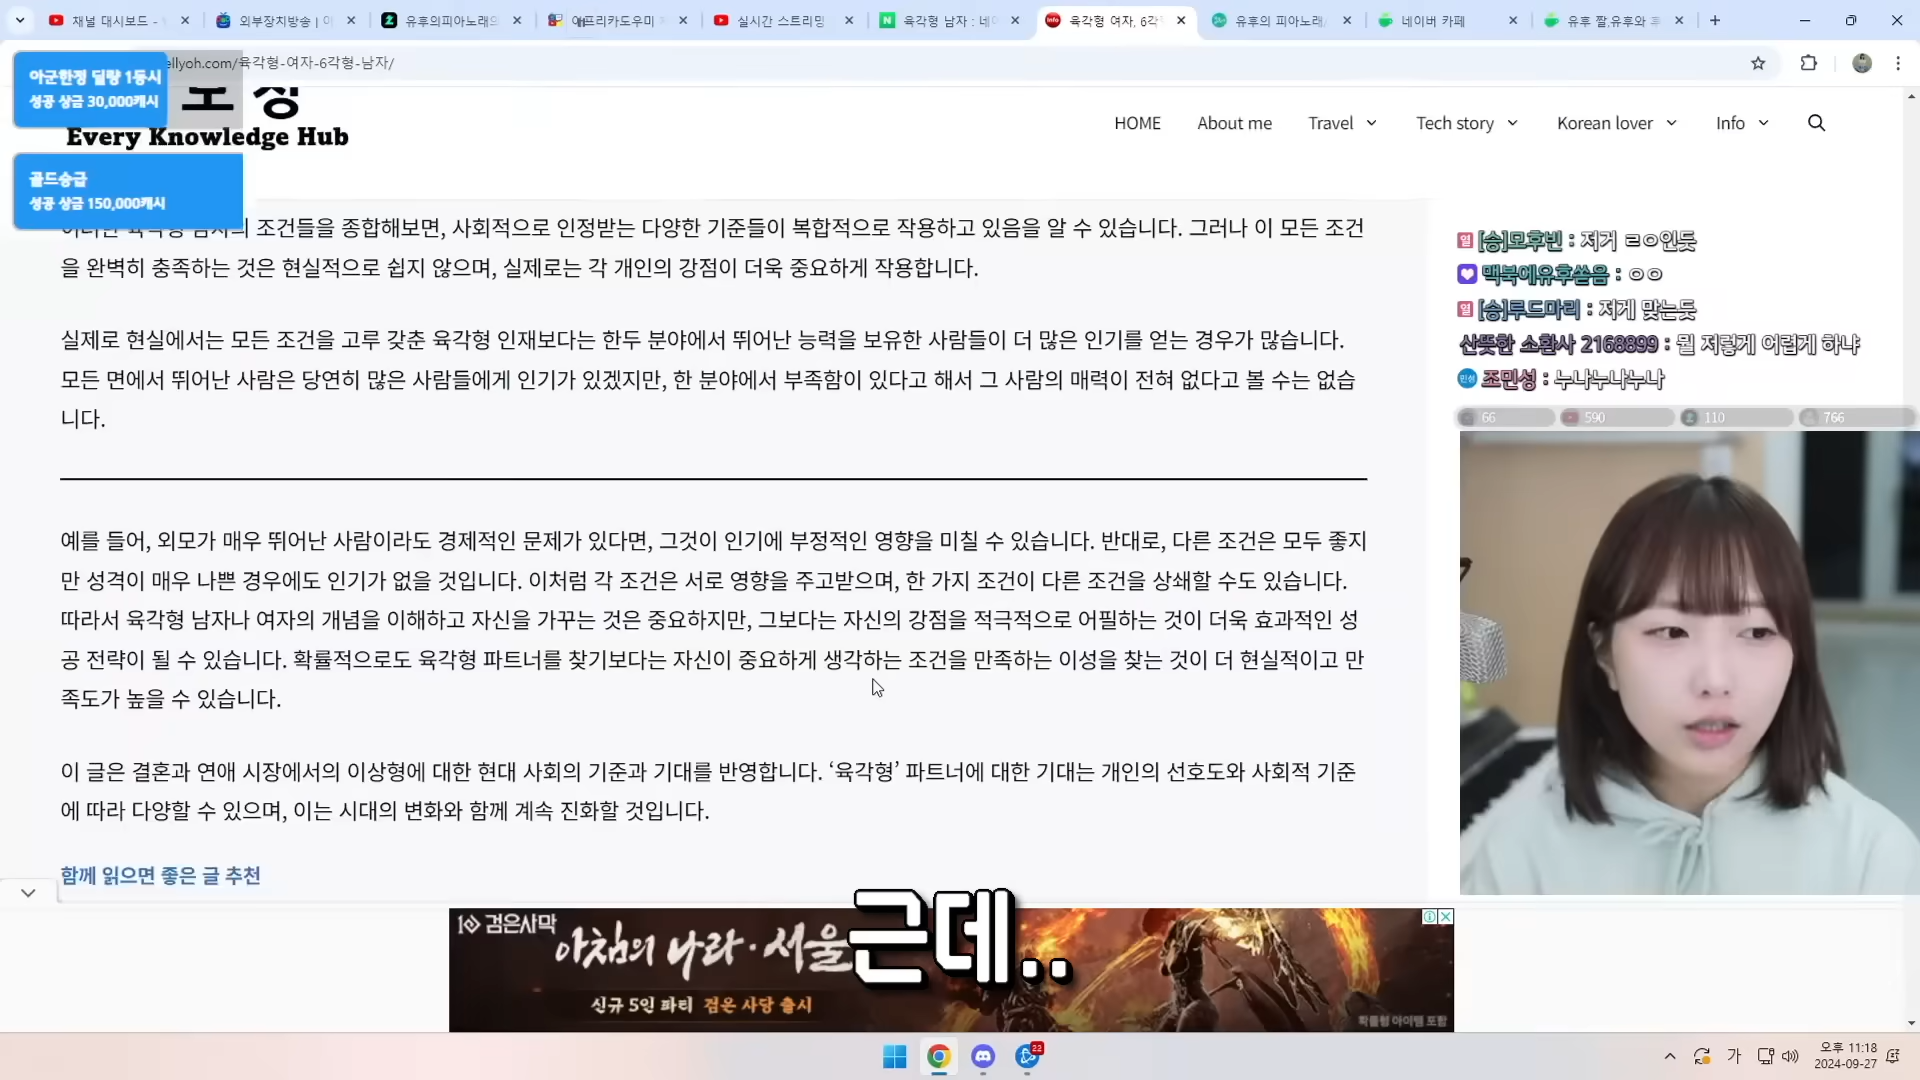 채널 대시보드 -
외부장치방송 | 이
유후의피아노래의
실시간 스트리밍
육각형 남자 : 네이
육각형 여자, 6각
유후의 피아노래
네이버 카페
유후 짤,유후와
ellyoh.com/육각형-여자-6각형-남자/
아군한정 딜량 1등시
성공 상금 30,000캐시
Every Knowledge Hub
HOME
About me
Travel
Tech story
Korean lover
Info
골드승급
성공 상금 150,000캐시
조건들을 종합해보면, 사회적으로 인정받는 다양한 기준들이 복합적으로 작용하고 있음을 알 수 있습니다. 그러나 이 모든 조건
을 완벽히 충족하는 것은 현실적으로 쉽지 않으며, 실제로는 각 개인의 강점이 더욱 중요하게 작용합니다.
실제로 현실에서는 모든 조건을 고루 갖춘 육각형 인재보다는 한두 분야에서 뛰어난 능력을 보유한 사람들이 더 많은 인기를 얻는 경우가 많습니다.
모든 면에서 뛰어난 사람은 당연히 많은 사람들에게 인기가 있겠지만, 한 분야에서 부족함이 있다고 해서 그 사람의 매력이 전혀 없다고 볼 수는 없습
니다.
예를 들어, 외모가 매우 뛰어난 사람이라도 경제적인 문제가 있다면, 그것이 인기에 부정적인 영향을 미칠 수 있습니다. 반대로, 다른 조건은 모두 좋지
만 성격이 매우 나쁜 경우에도 인기가 없을 것입니다. 이처럼 각 조건은 서로 영향을 주고받으며, 한 가지 조건이 다른 조건을 상쇄할 수도 있습니다.
따라서 육각형 남자나 여자의 개념을 이해하고 자신을 가꾸는 것은 중요하지만, 그보다는 자신의 강점을 적극적으로 어필하는 것이 더욱 효과적인 성
공 전략이 될 수 있습니다. 확률적으로도 육각형 파트너를 찾기보다는 자신이 중요하게 생각하는 조건을 만족하는 이성을 찾는 것이 더 현실적이고 만
족도가 높을 수 있습니다.
이 글은 결혼과 연애 시장에서의 이상형에 대한 현대 사회의 기준과 기대를 반영합니다. ‘육각형’ 파트너에 대한 기대는 개인의 선호도와 사회적 기준
에 따라 다양할 수 있으며, 이는 시대의 변화와 함께 계속 진화할 것입니다.
함께 읽으면 좋은 글 추천
[승]모후빈 : 저거 ㄹㅇ인듯
맥북에유후쏟음 : ㅇㅇ
[승]루드마리 : 저게 맞는듯
산뜻한 소환사 2168899 : 뭘 저렇게 어렵게 하냐
조민성 : 누나누나누나
66
590
110
766
검은사막
아침의 나라·서울
신규 5인 파티 검은 사당 출시
확률형 아이템 포함
근데..
22
가
오후 11:18
2024-09-27